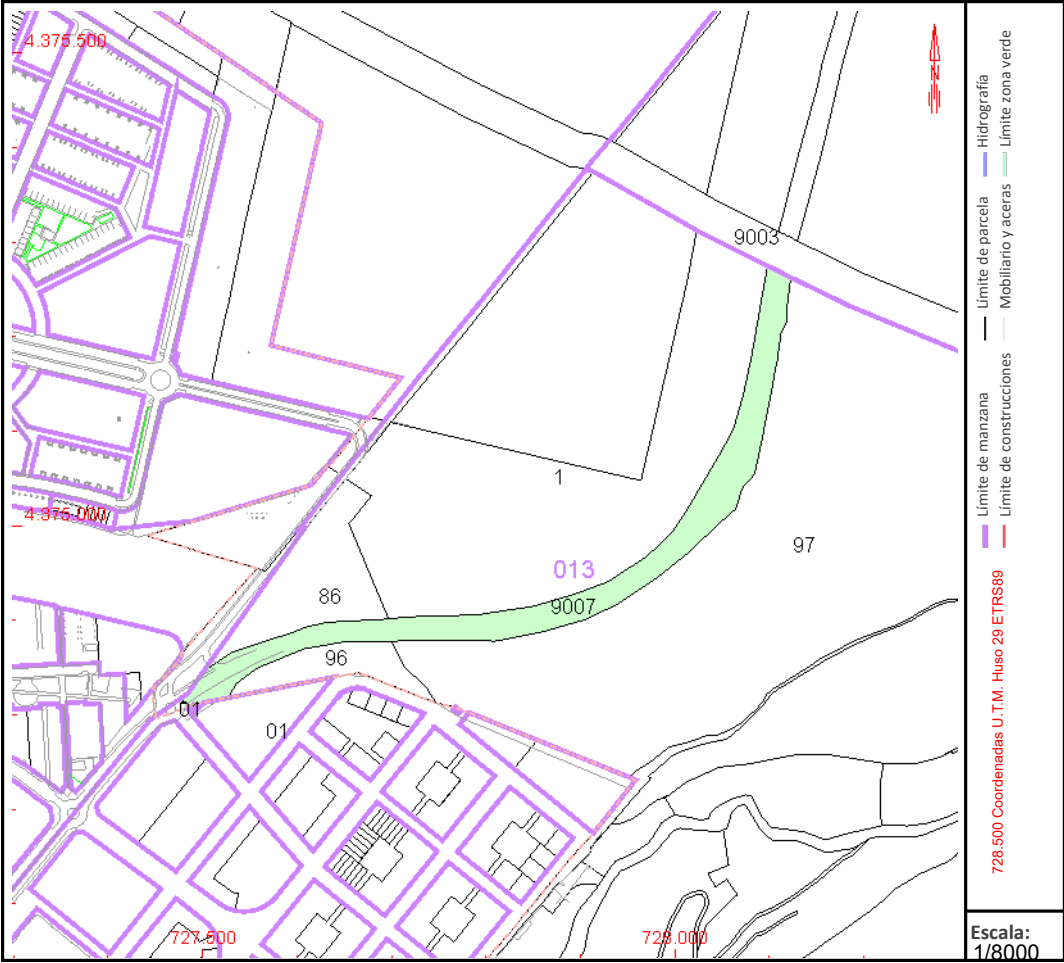 4.375.500
9003
1
4.375.000
97
013
86
9007
96
01
01
727.500
728.000
Límite de manzana
Límite de parcela
Hidrografía
Límite de construcciones
Mobiliario y aceras
Límite zona verde
728.500 Coordenadas U.T.M. Huso 29 ETRS89
Escala:
1/8000